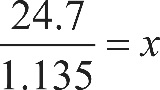 24.7/1.135 = x